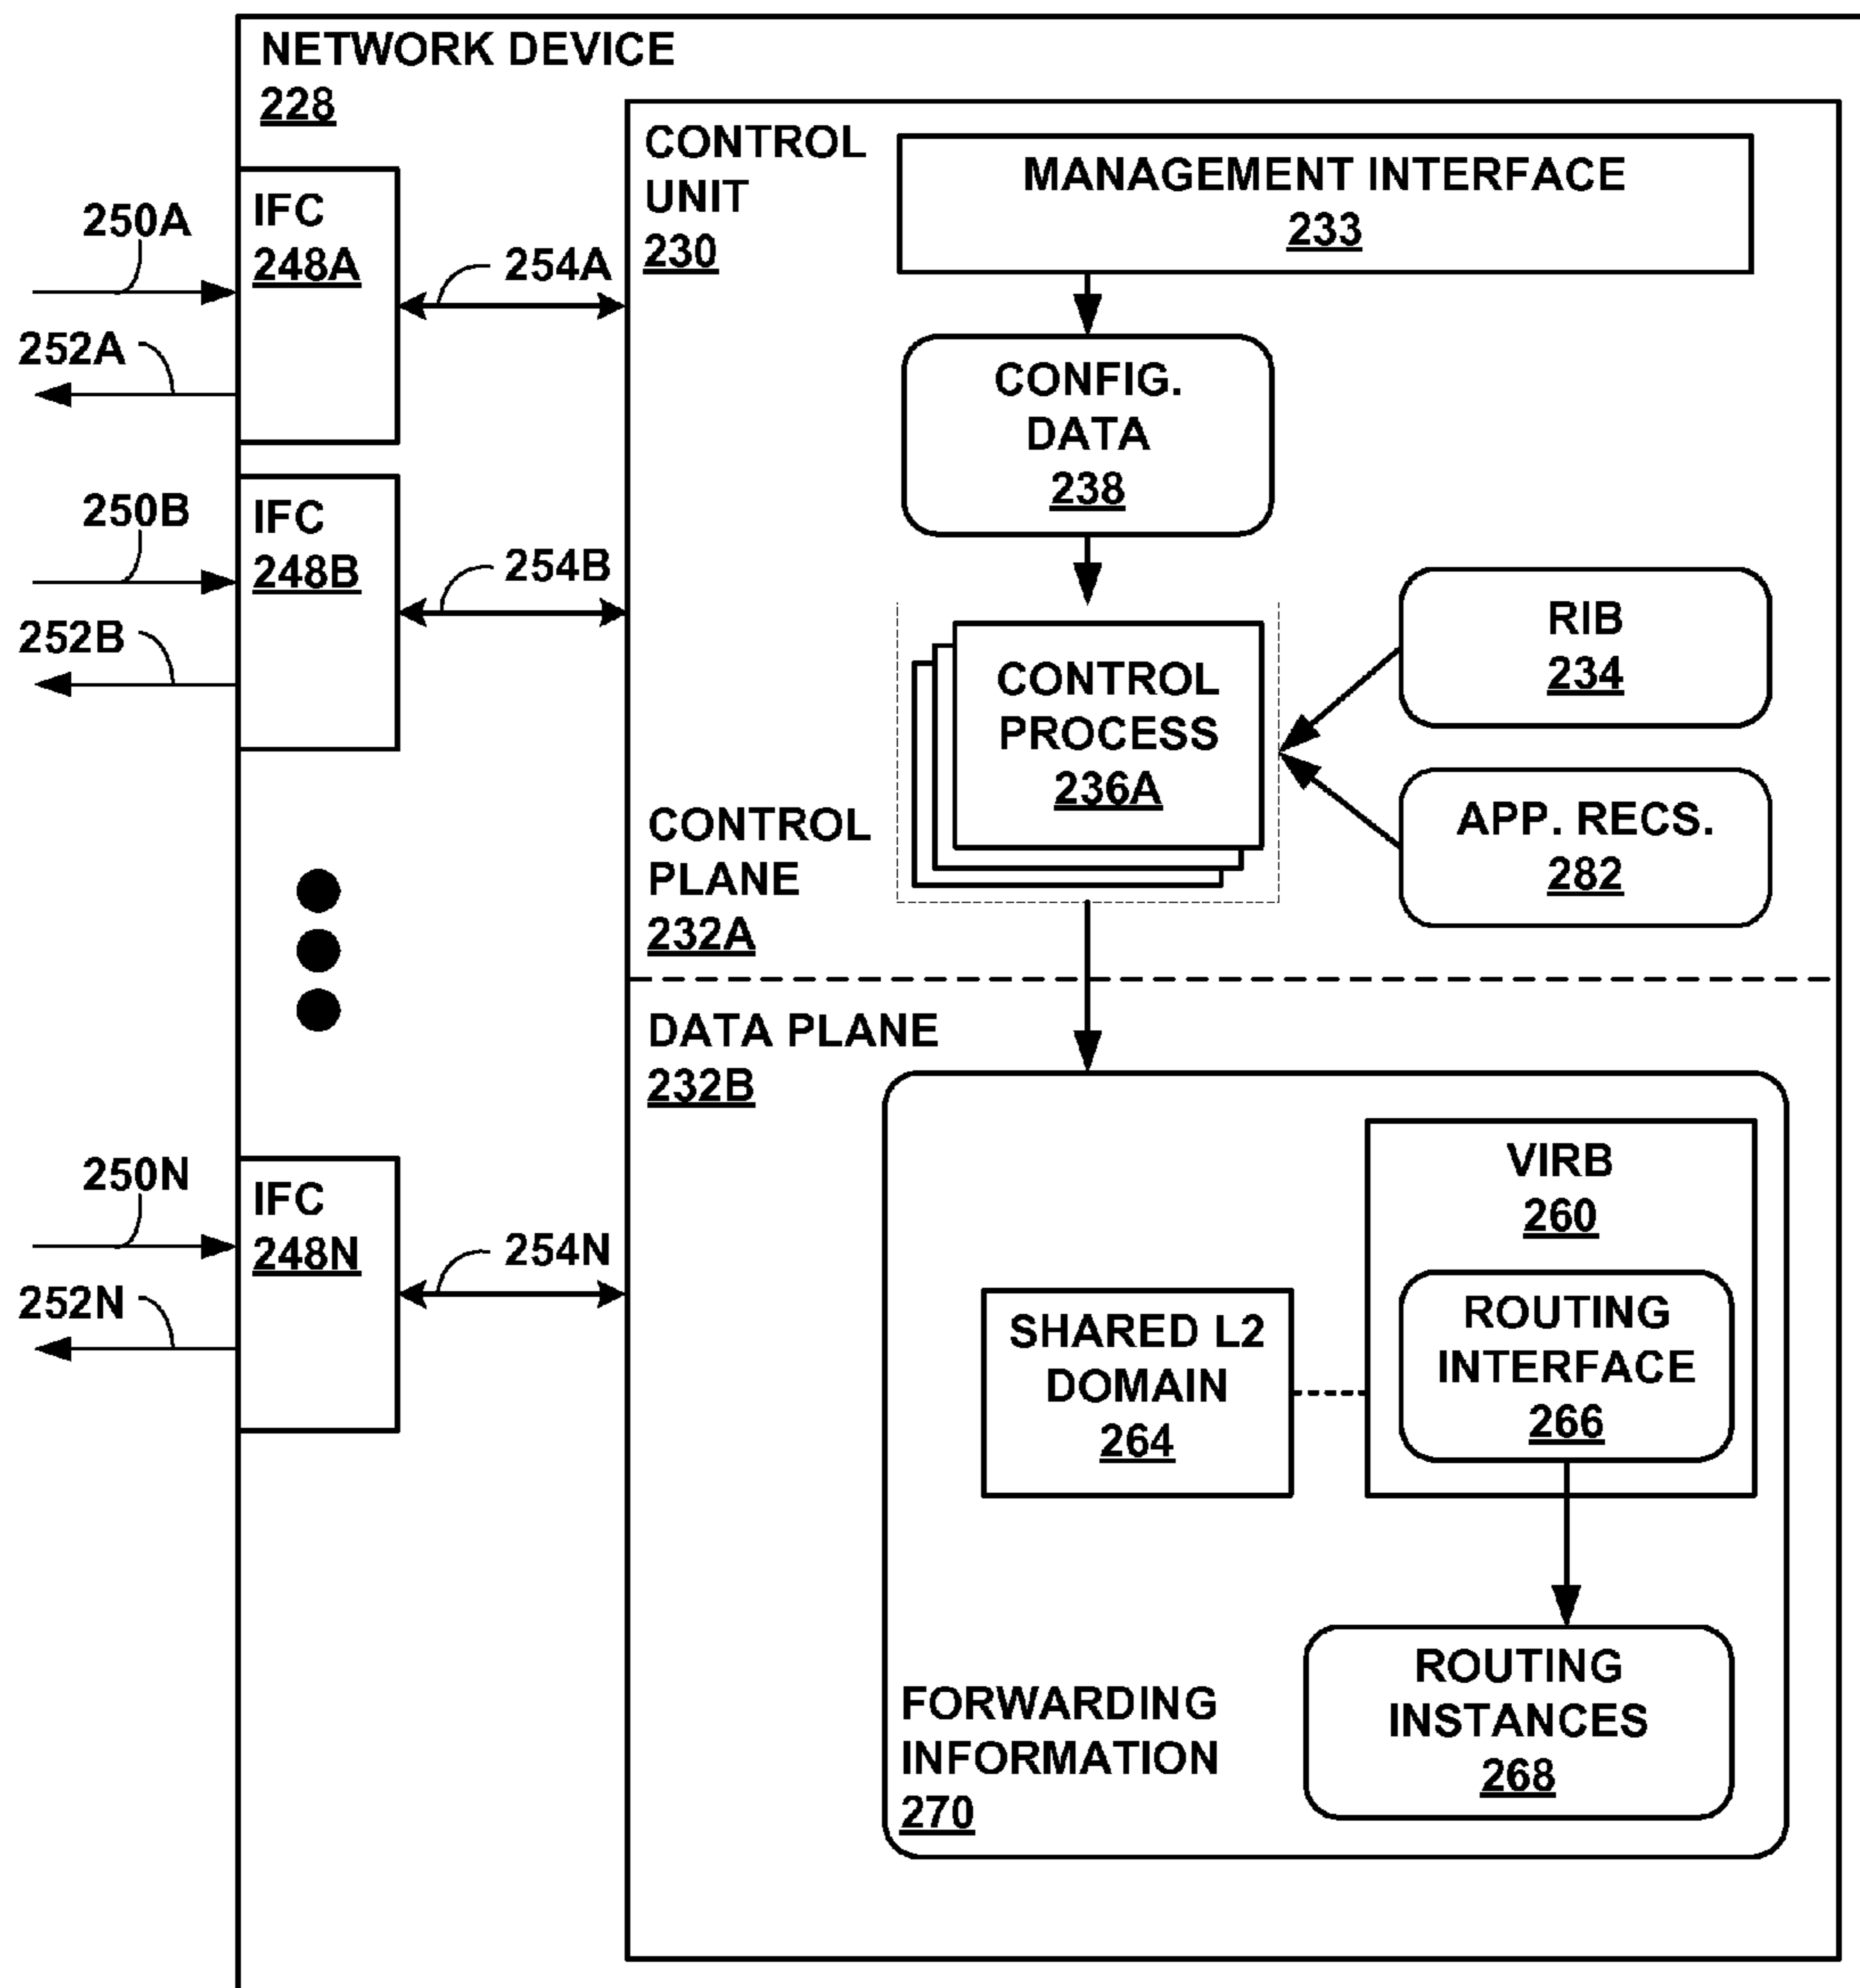 NETWORK DEVICE
228
CONTROL
UNIT
230
MANAGEMENT INTERFACE
233
250A
IFC
248A
254A
252A
CONFIG.
DATA
238
250B
IFC
248B
254B
252B
RIB
234
CONTROL
PROCESS
236A
APP. RECS.
282
CONTROL
PLANE
232A
DATA PLANE
232B
250N
IFC
248N
254N
252N
VIRB
260
SHARED L2
DOMAIN
264
ROUTING
INTERFACE
266
ROUTING
INSTANCES
268
FORWARDING
INFORMATION
270